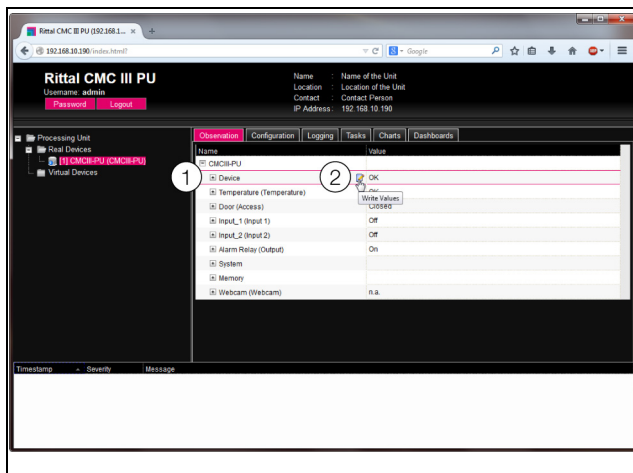 Rittal CMC III PU (192.168.1...
192.168.10.190/index.html?
Google
Rittal CMC III PU
Username: admin
Password Logout
Name : Name of the Unit
Location : Location of the Unit
Contact : Contact Person
IP Address : 192.168.10.190
Processing Unit
Real Devices
[1] CMCIII-PU (CMCIII-PU)
Virtual Devices
Observation Configuration Logging Tasks Charts Dashboards
Name Value
CMCIII-PU
1 Device 2 OK
Temperature (Temperature) OK
Write Values
Door (Access) Closed
Input_1 (Input 1) Off
Input_2 (Input 2) Off
Alarm Relay (Output) On
System
Memory
Webcam (Webcam) n.a.
Timestamp Severity Message